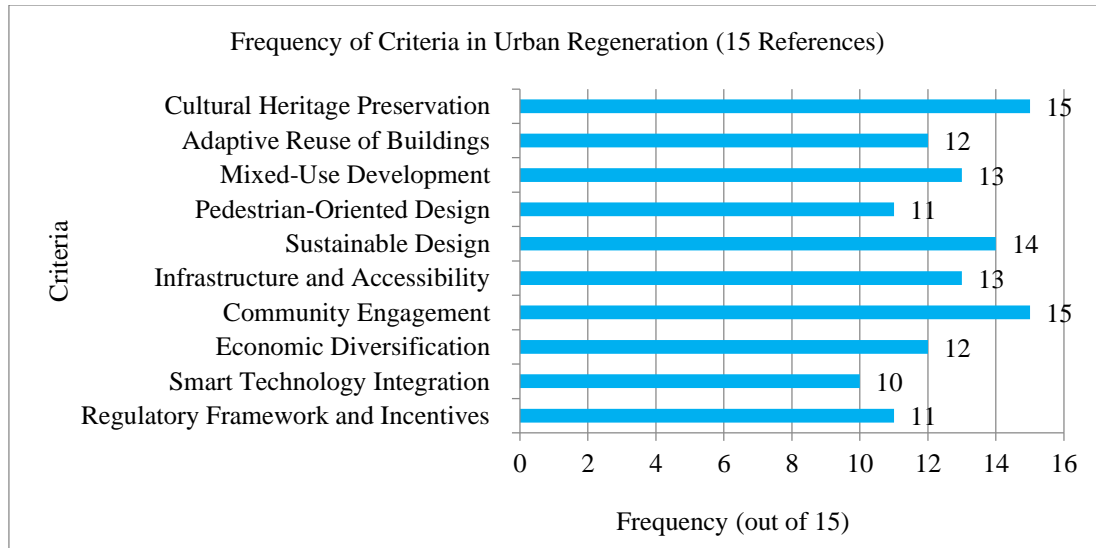 Frequency of Criteria in Urban Regeneration (15 References)
Criteria
Cultural Heritage Preservation 15
Adaptive Reuse of Buildings 12
Mixed-Use Development 13
Pedestrian-Oriented Design 11
Sustainable Design 14
Infrastructure and Accessibility 13
Community Engagement 15
Economic Diversification 12
Smart Technology Integration 10
Regulatory Framework and Incentives 11
0 2 4 6 8 10 12 14 16
Frequency (out of 15)